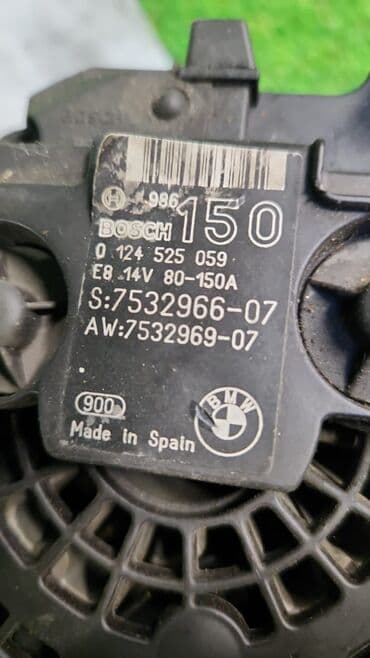 BOSCH
986
BOSCH 150
0 124 525 059
E8 14V 80-150A
S:7532966-07
AW:7532969-07
900
Made in Spain
BMW